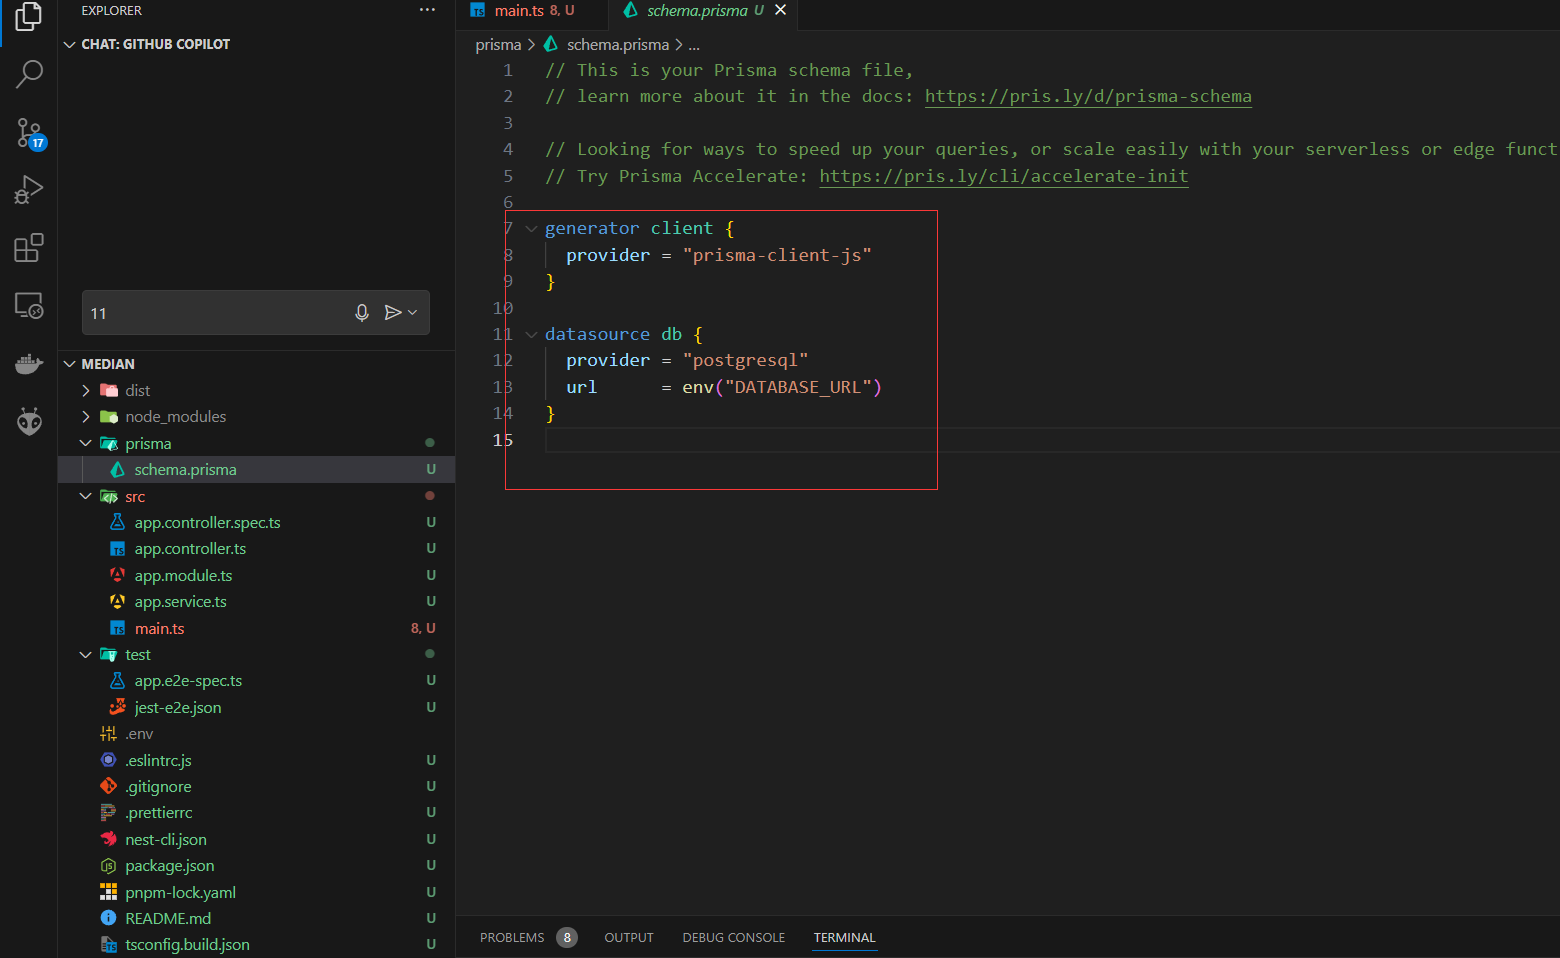 EXPLORER
CHAT: GITHUB COPILOT
17
11
MEDIAN
dist
node_modules
prisma
schema.prisma U
src
app.controller.spec.ts U
app.controller.ts U
app.module.ts U
app.service.ts U
main.ts 8, U
test
app.e2e-spec.ts U
jest-e2e.json U
.env
.eslintrc.js U
.gitignore U
.prettierrc U
nest-cli.json U
package.json U
pnpm-lock.yaml U
README.md U
tsconfig.build.json U
main.ts 8, U
schema.prisma U
prisma > schema.prisma > ...
1 // This is your Prisma schema file,
2 // learn more about it in the docs: https://pris.ly/d/prisma-schema
3
4 // Looking for ways to speed up your queries, or scale easily with your serverless or edge funct
5 // Try Prisma Accelerate: https://pris.ly/cli/accelerate-init
6
7 generator client {
8 provider = "prisma-client-js"
9 }
10
11 datasource db {
12 provider = "postgresql"
13 url = env("DATABASE_URL")
14 }
15
PROBLEMS 8 OUTPUT DEBUG CONSOLE TERMINAL